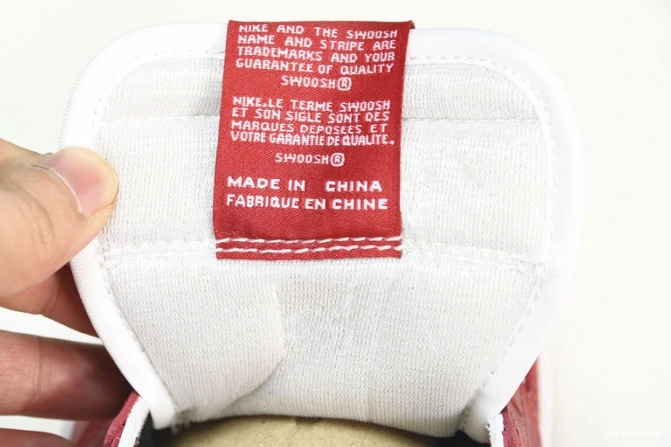 NIKE AND THE SWOOSH
NAME AND STRIPE ARE
TRADEMARKS AND YOUR
GUARANTEE OF QUALITY
SWOOSH®
NIKE.LE TERME SWOOSH
ET SON SIGLE SONT DES
MARQUES DEPOSEES ET
VOTRE GARANTIE DE QUALITE.
SWOOSH®
MADE IN CHINA
FABRIQUE EN CHINE